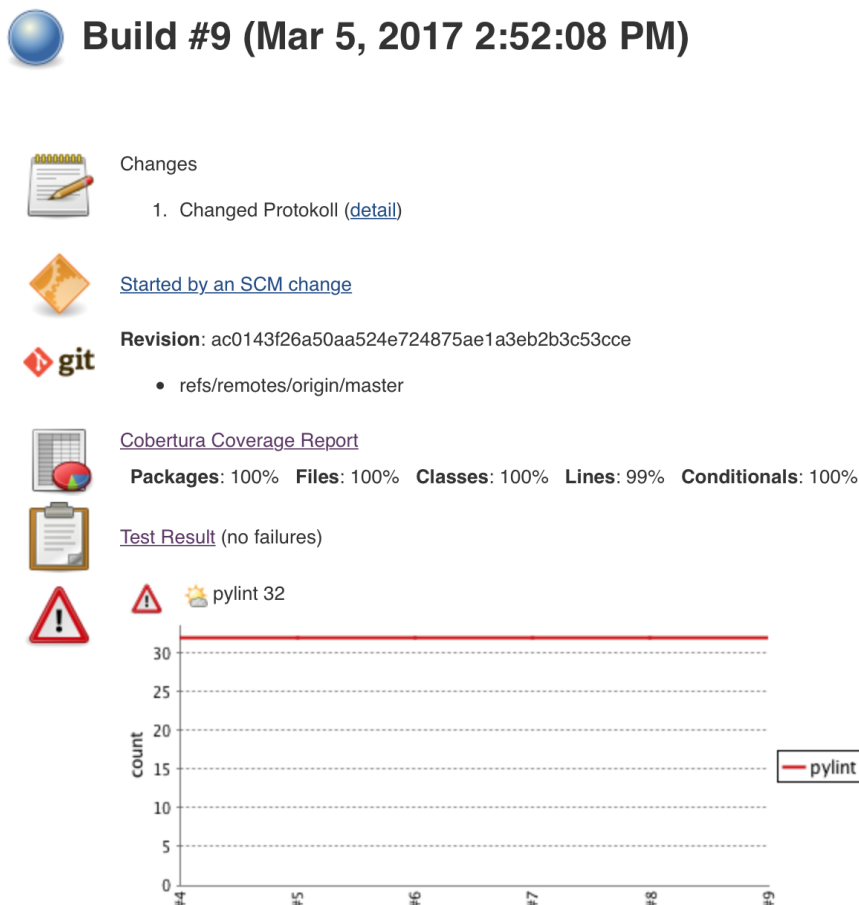 Build #9 (Mar 5, 2017 2:52:08 PM)
Changes
1. Changed Protokoll (detail)
Started by an SCM change
git
Revision: ac0143f26a50aa524e724875ae1a3eb2b3c53cce
• refs/remotes/origin/master
Cobertura Coverage Report
Packages: 100% Files: 100% Classes: 100% Lines: 99% Conditionals: 100%
Test Result (no failures)
pylint 32
30
25
20
15
10
5
0
count
#4 #5 #6 #7 #8 #9
pylint